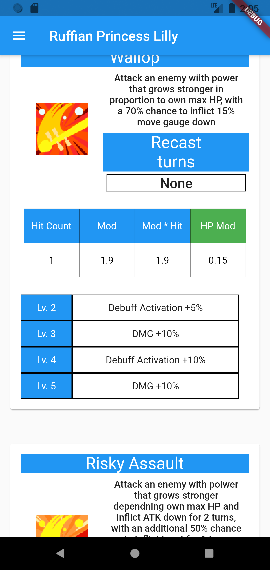 Ruffian Princess Lilly
DEBUG
Wallop
Attack an enemy with power
that grows stronger in
proportion to own max HP, with
a 70% chance to inflict 15%
move gauge down
Recast
turns
None
Hit Count Mod Mod * Hit HP Mod
1 1.9 1.9 0.15
Lv. 2 Debuff Activation +5%
Lv. 3 DMG +10%
Lv. 4 Debuff Activation +10%
Lv. 5 DMG +10%
Risky Assault
Attack an enemy with polwer
that grows stronger
dependning own max HP and
inflict ATK down for 2 turns,
with an additional 50% chance